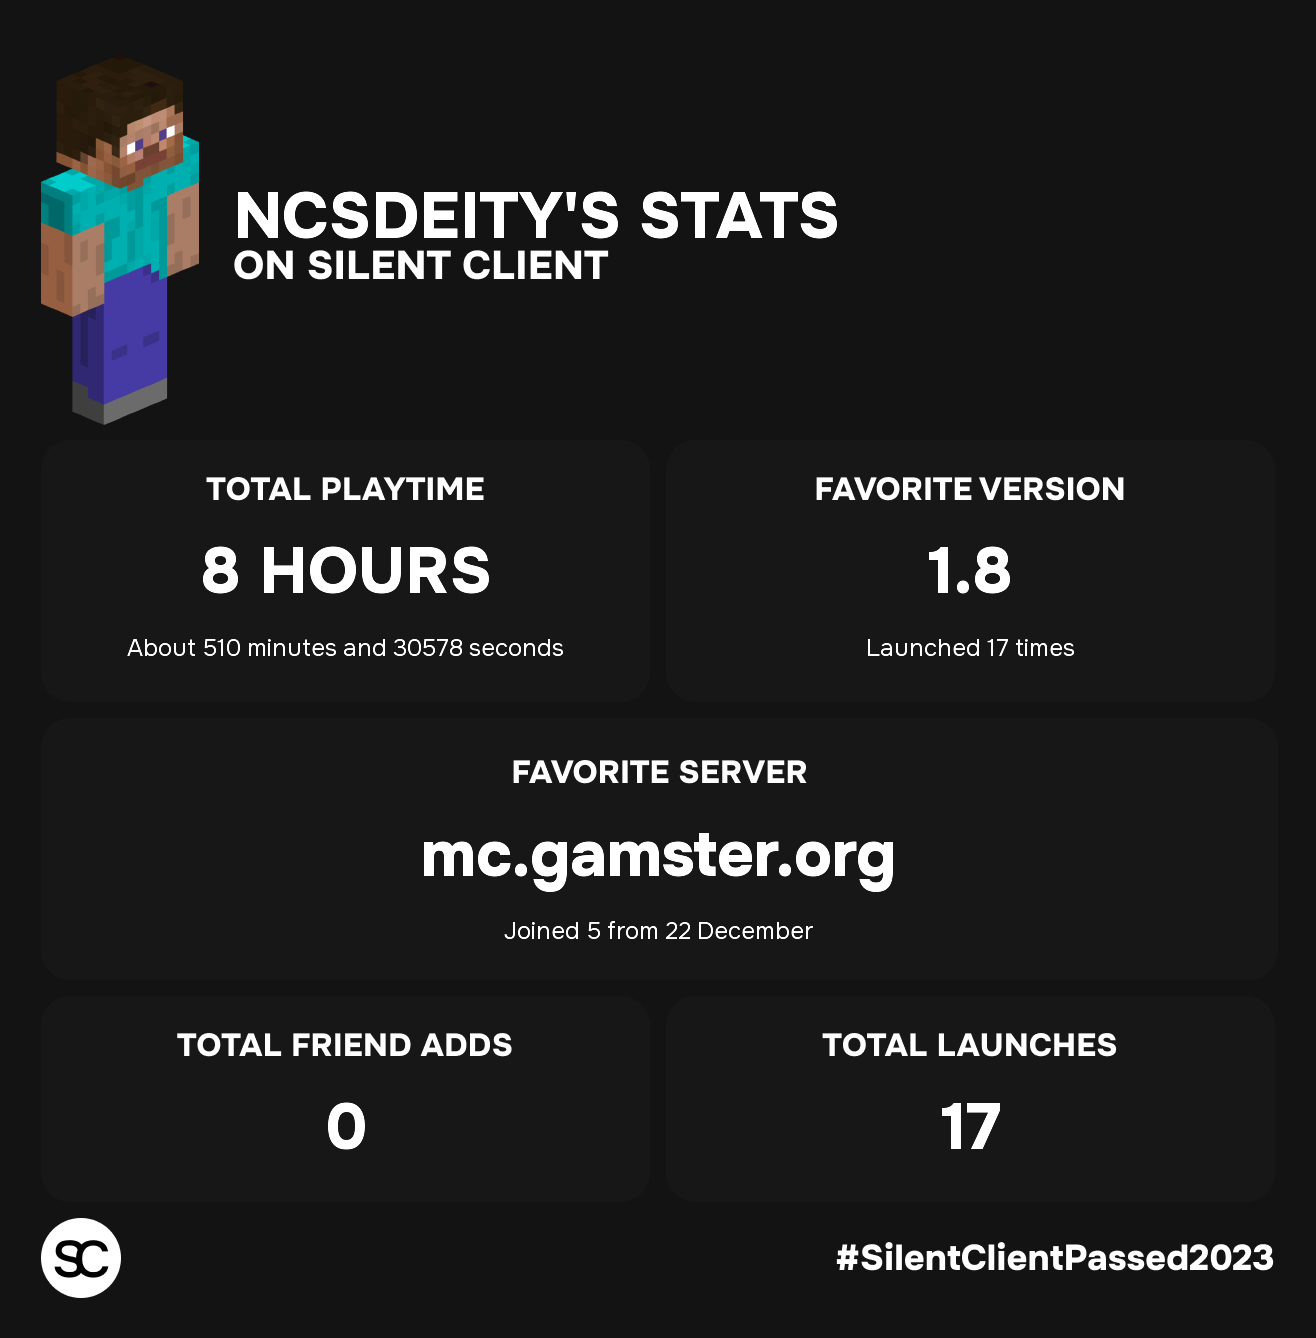 NCSDEITY'S STATS
ON SILENT CLIENT
TOTAL PLAYTIME
8 HOURS
About 510 minutes and 30578 seconds
FAVORITE VERSION
1.8
Launched 17 times
FAVORITE SERVER
mc.gamster.org
Joined 5 from 22 December
TOTAL FRIEND ADDS
0
TOTAL LAUNCHES
17
SC
#SilentClientPassed2023